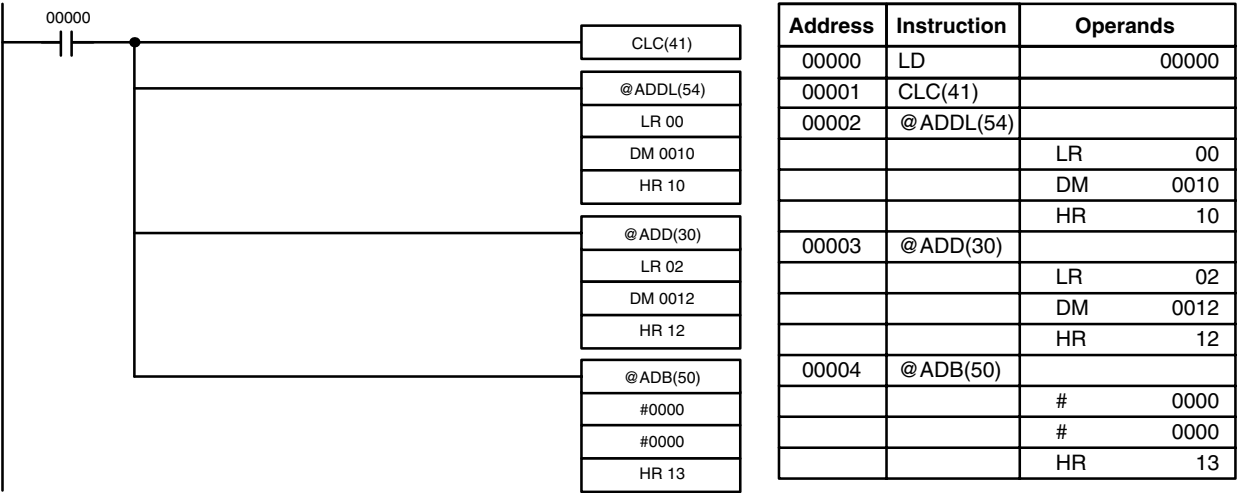 00000
CLC(41)
@ADDL(54)
LR 00
DM 0010
HR 10
@ADD(30)
LR 02
DM 0012
HR 12
@ADB(50)
#0000
#0000
HR 13
Address Instruction Operands
00000 LD 00000
00001 CLC(41)
00002 @ADDL(54)
LR 00
DM 0010
HR 10
00003 @ADD(30)
LR 02
DM 0012
HR 12
00004 @ADB(50)
# 0000
# 0000
HR 13